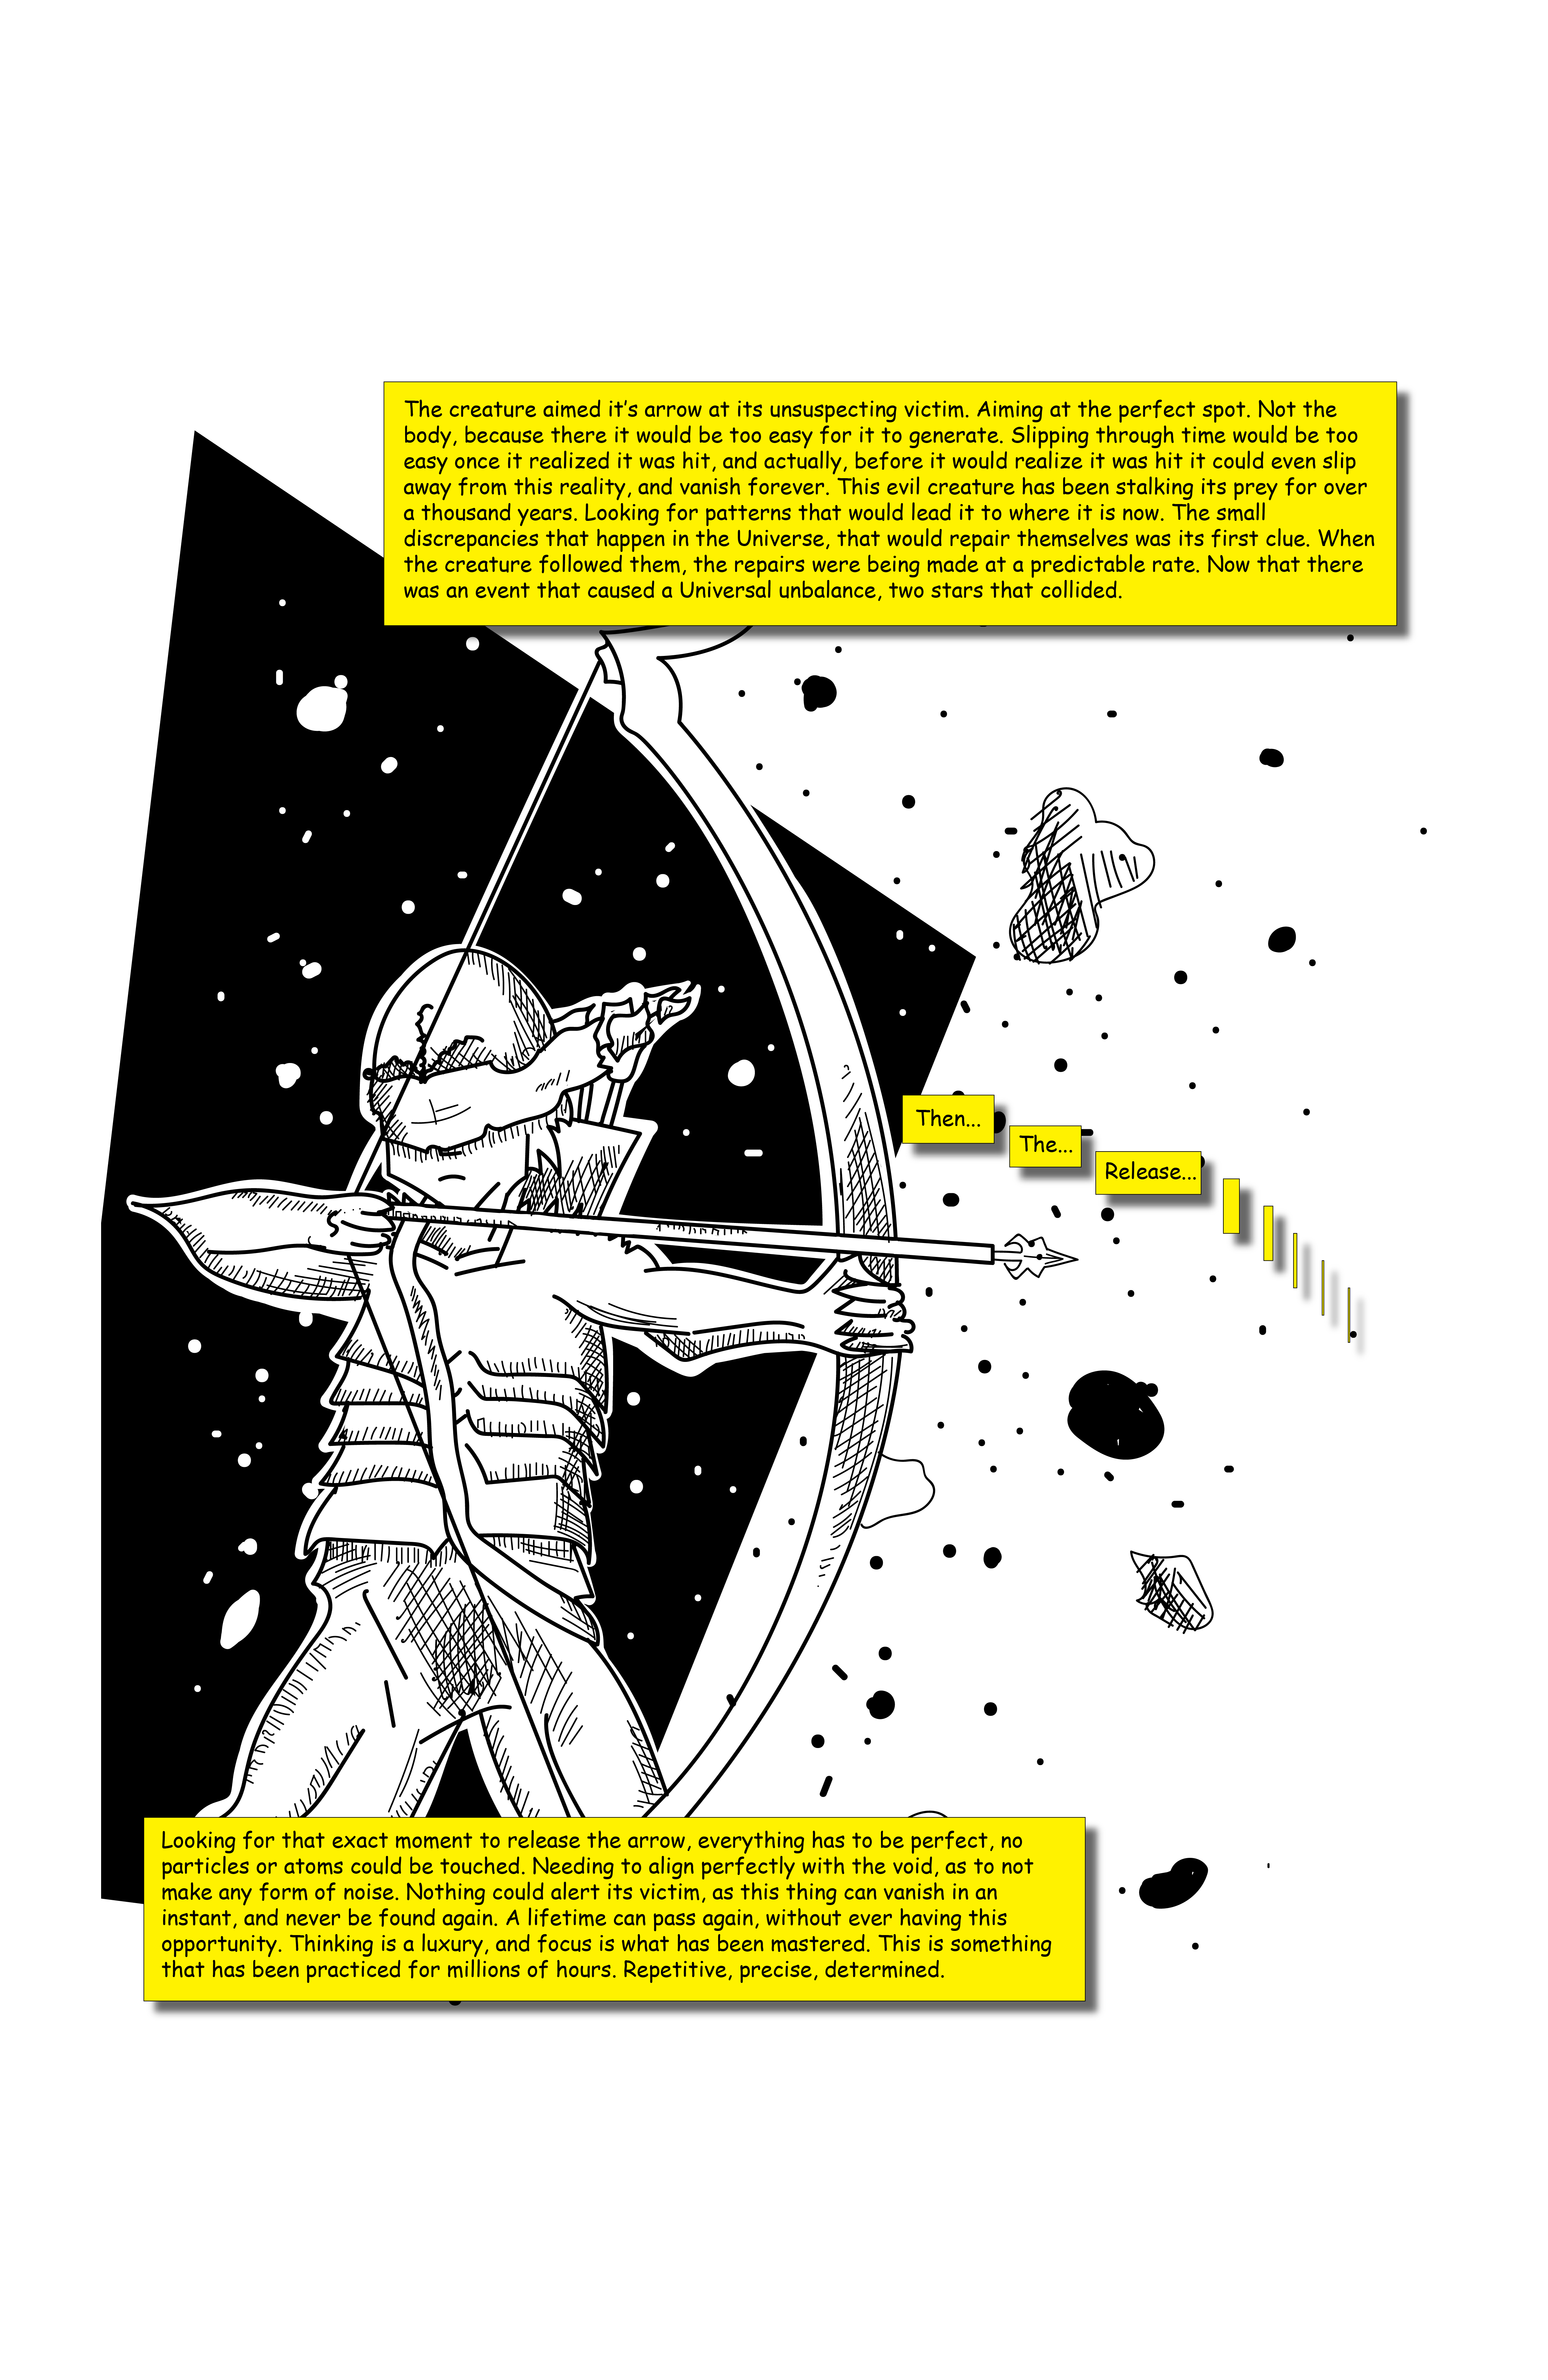 The creature aimed it's arrow at its unsuspecting victim. Aiming at the perfect spot. Not the
body, because there it would be too easy for it to generate. Slipping through time would be too
easy once it realized it was hit, and actually, before it would realize it was hit it could even slip
away from this reality, and vanish forever. This evil creature has been stalking its prey for over
a thousand years. Looking for patterns that would lead it to where it is now. The small
discrepancies that happen in the Universe, that would repair themselves was its first clue. When
the creature followed them, the repairs were being made at a predictable rate. Now that there
was an event that caused a Universal unbalance, two stars that collided.
Then...
The...
Release...
Looking for that exact moment to release the arrow, everything has to be perfect, no
particles or atoms could be touched. Needing to align perfectly with the void, as to not
make any form of noise. Nothing could alert its victim, as this thing can vanish in an
instant, and never be found again. A lifetime can pass again, without ever having this
opportunity. Thinking is a luxury, and focus is what has been mastered. This is something
that has been practiced for millions of hours. Repetitive, precise, determined.